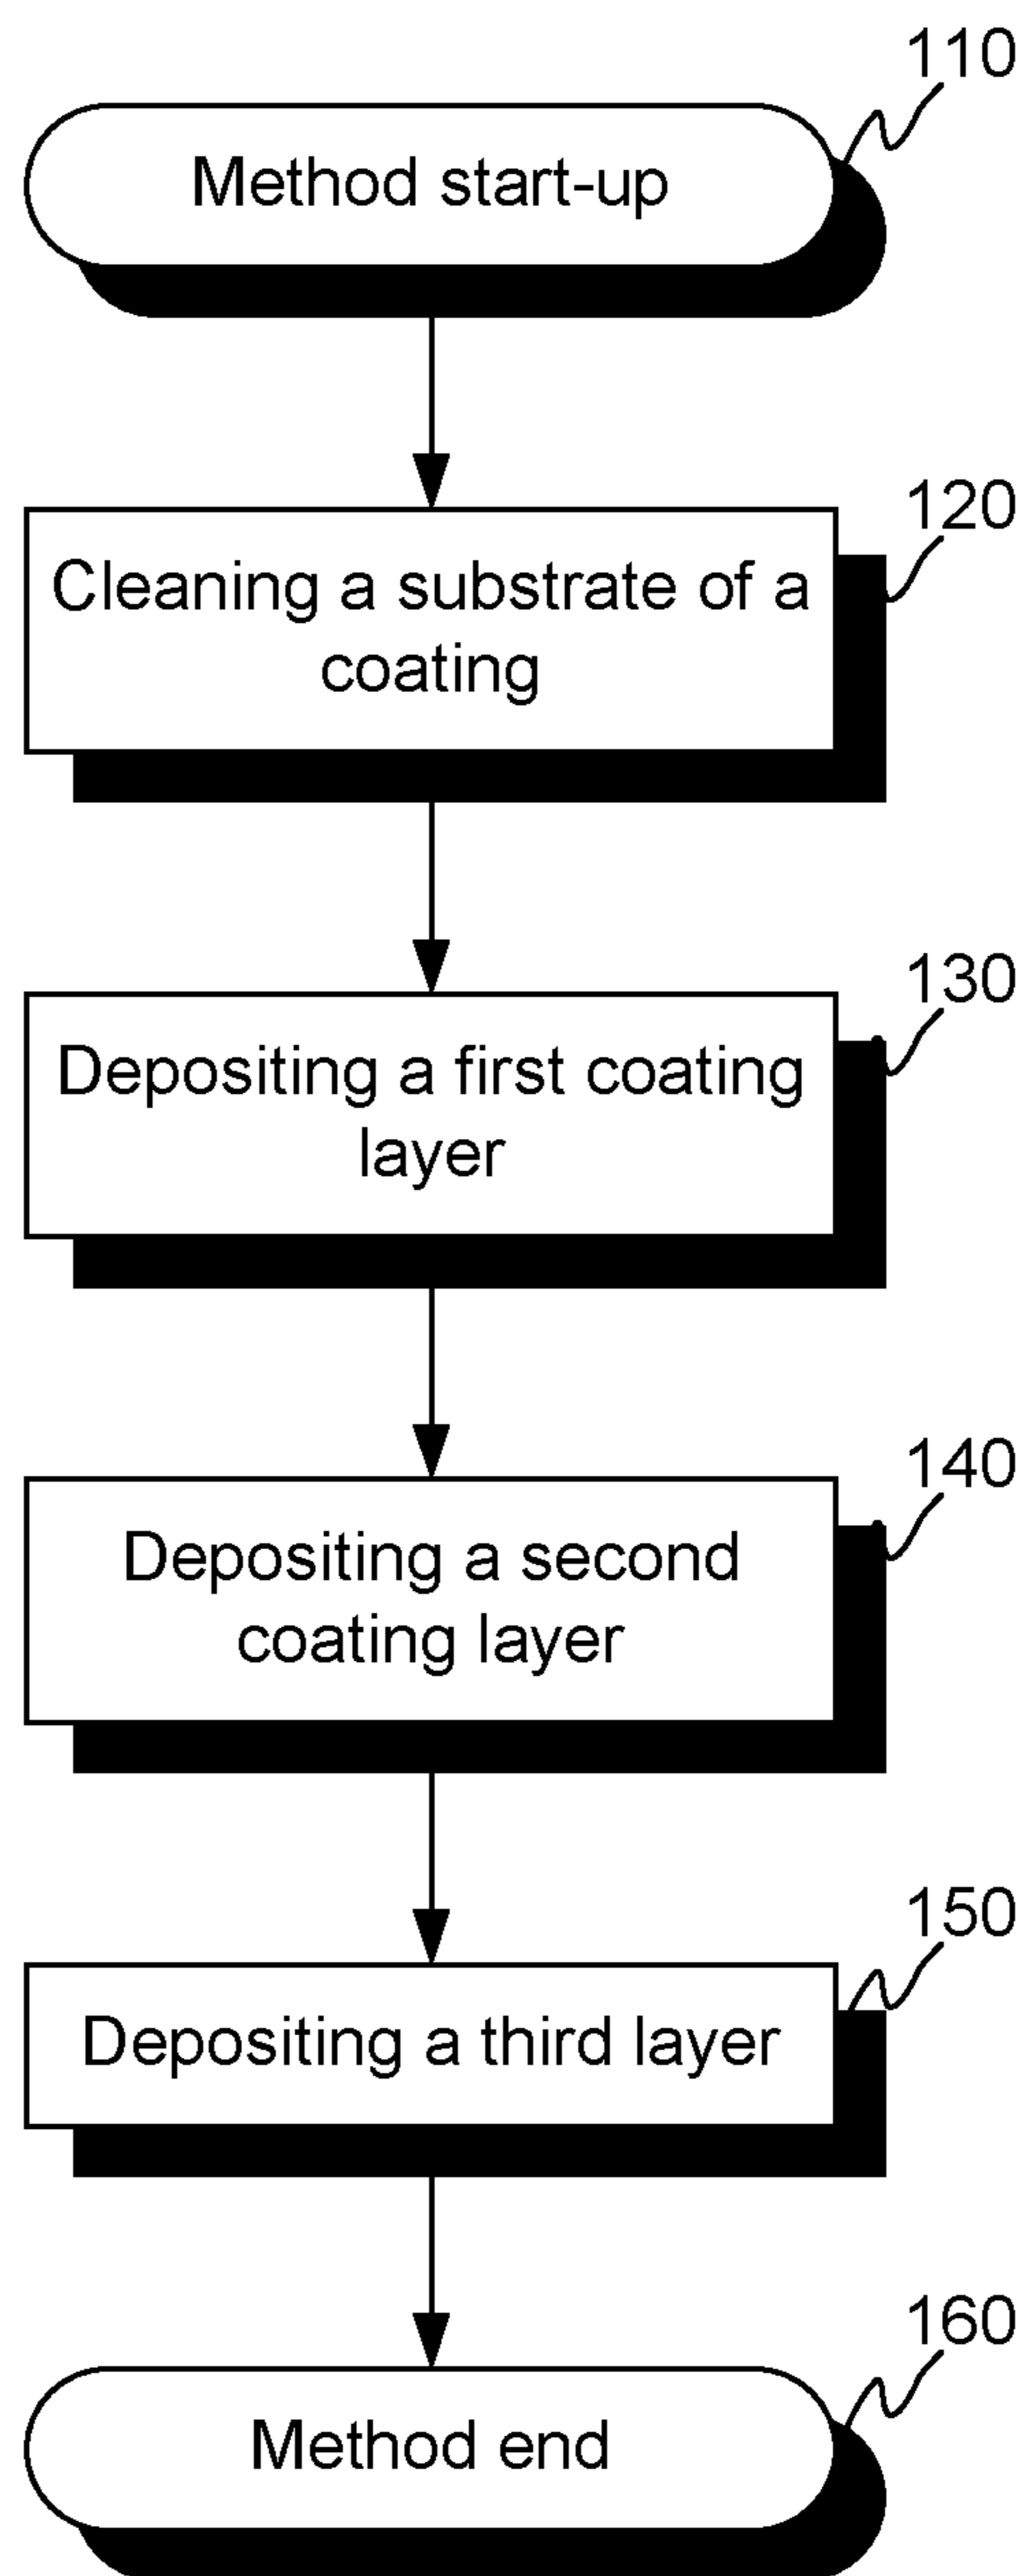 110
Method start-up
120
Cleaning a substrate of a
coating
130
Depositing a first coating
layer
140
Depositing a second
coating layer
150
Depositing a third layer
160
Method end